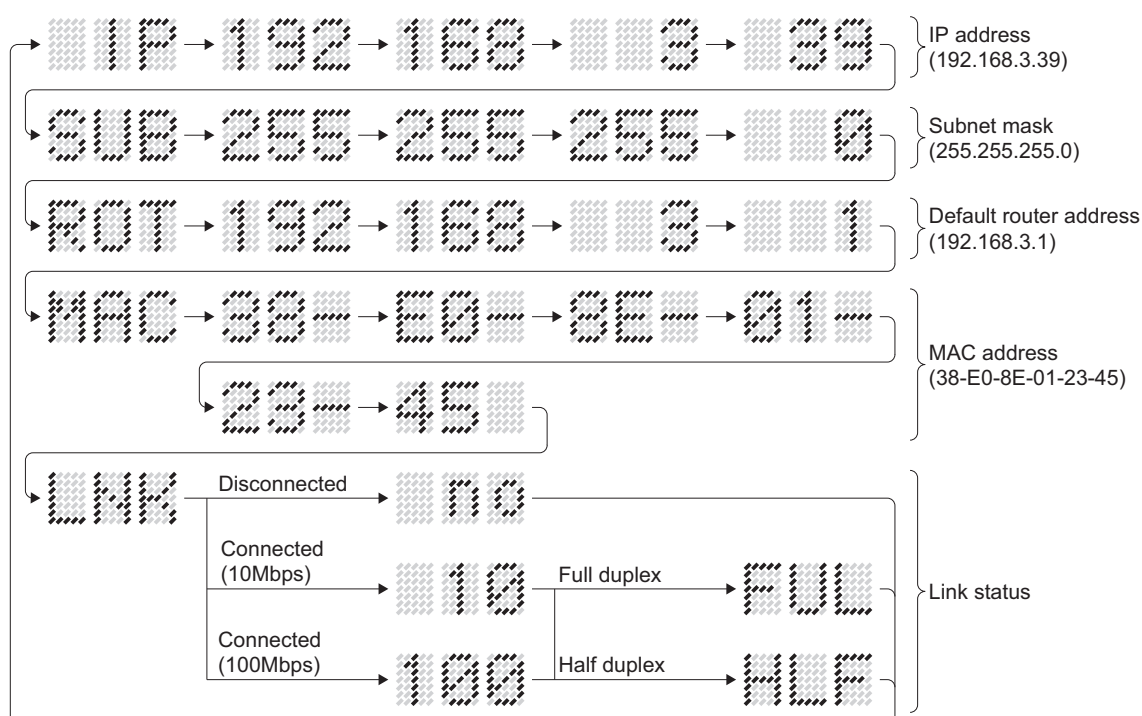 IP 192 168 3 39 IP address
(192.168.3.39)
SUB 255 255 255 0 Subnet mask
(255.255.255.0)
ROT 192 168 3 1 Default router address
(192.168.3.1)
MAC 38- E0- 8E- 01-
23- 45
MAC address
(38-E0-8E-01-23-45)
LNK Disconnected no
Connected
(10Mbps)
10 Full duplex FUL
Link status
Connected
(100Mbps)
100 Half duplex HLF